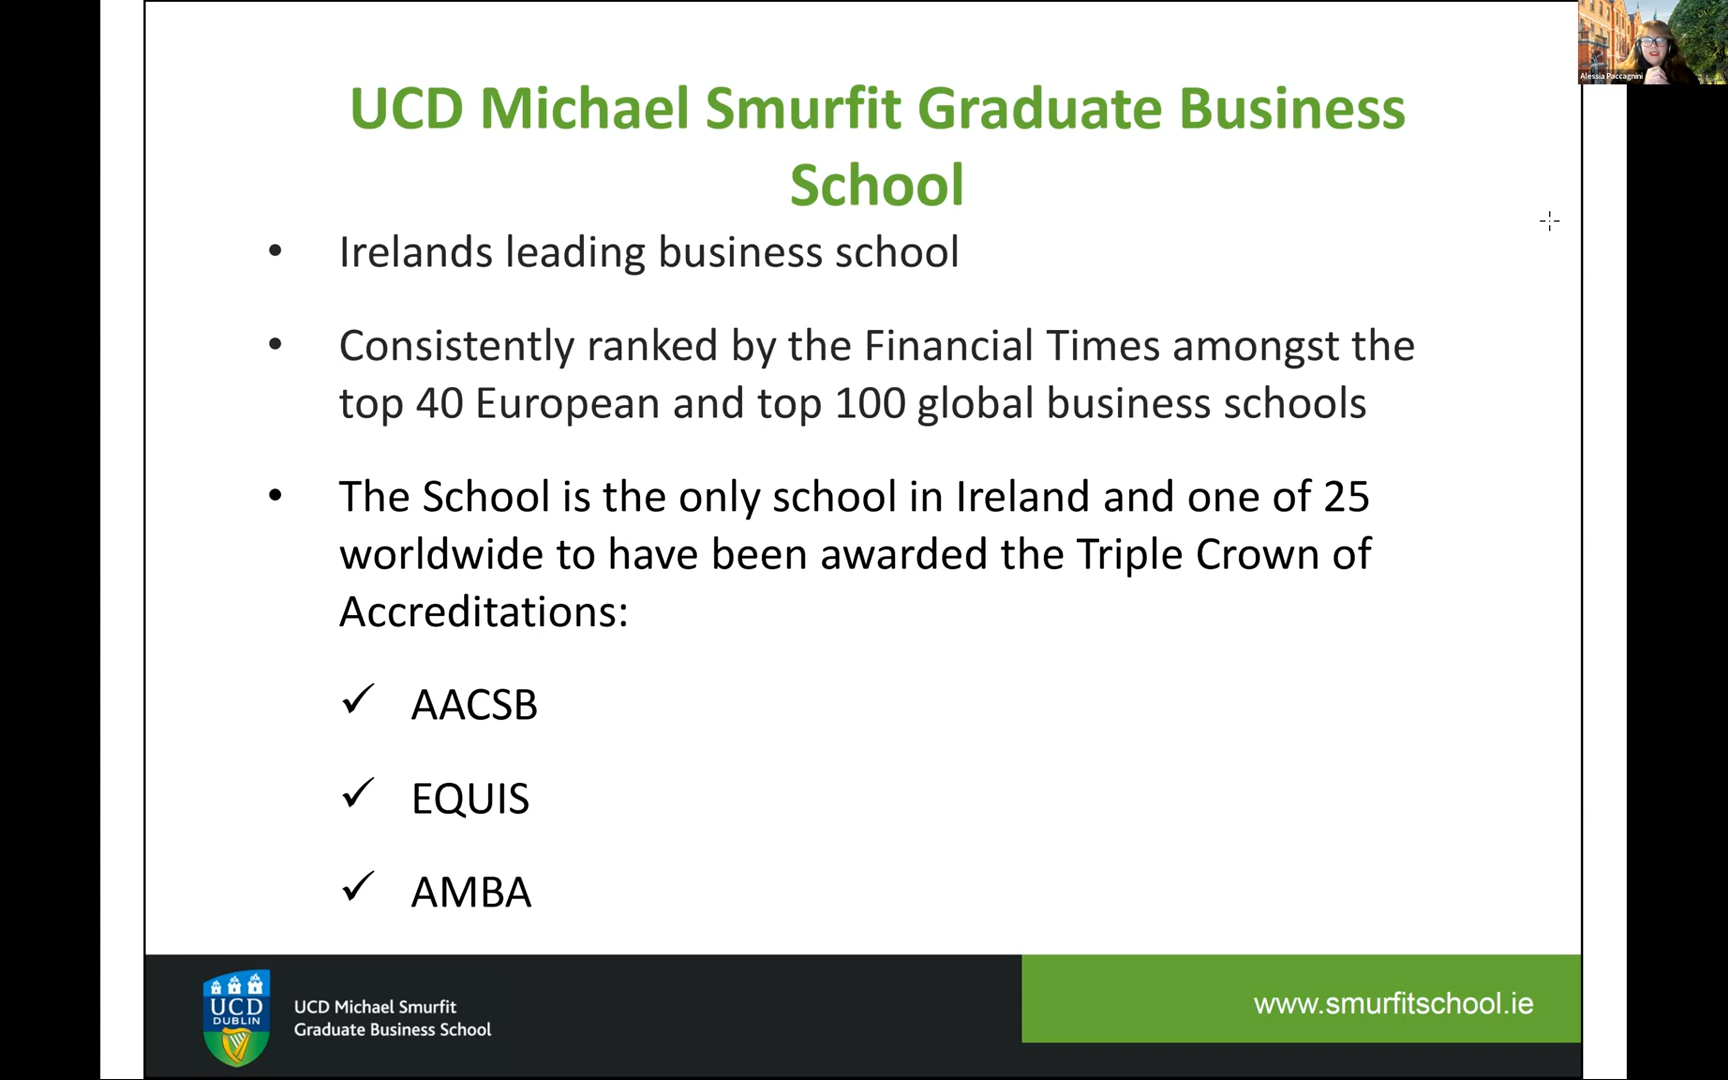 Alessia Paccagnini
UCD Michael Smurfit Graduate Business
School
• Irelands leading business school
• Consistently ranked by the Financial Times amongst the
top 40 European and top 100 global business schools
• The School is the only school in Ireland and one of 25
worldwide to have been awarded the Triple Crown of
Accreditations:
✓ AACSB
✓ EQUIS
✓ AMBA
UCD
DUBLIN
UCD Michael Smurfit
Graduate Business School
www.smurfitschool.ie